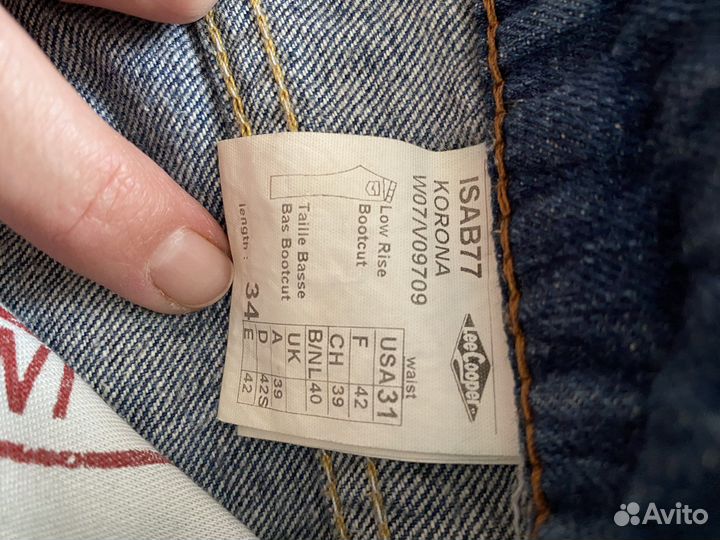 ISAB77
KORONA
W07/V09709
Low Rise
Bootcut
Taille Basse
Bas Bootcut
length : 34
Lee Cooper
waist
USA 31
F 42
CH 39
B/NL 40
UK
A 39
D 42S
E 42
Avito